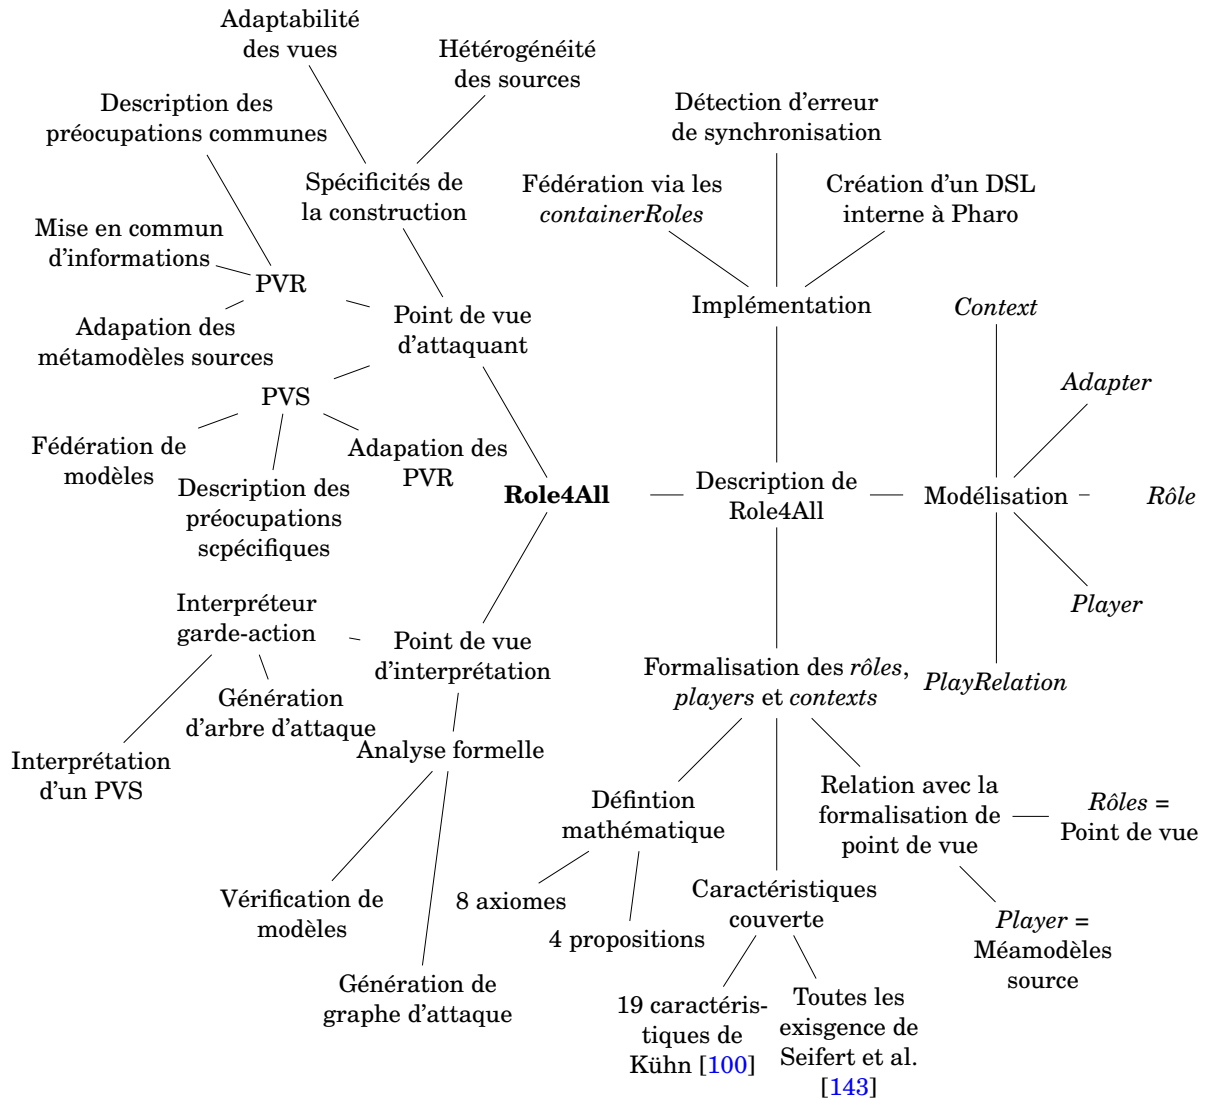 Adaptabilité
des vues
Hétérogénéité
des sources
Description des
préocupations communes
Spécificités de
la construction
Mise en commun
d'informations
PVR
Adapation des
métamodèles sources
Point de vue
d'attaquant
PVS
Fédération de
modèles
Description des
préocupations
scpécifiques
Adapation des
PVR
Role4All
Détection d'erreur
de synchronisation
Fédération via les
containerRoles
Création d'un DSL
interne à Pharo
Implémentation
Context
Adapter
Description de
Role4All
Modélisation
Rôle
Player
PlayRelation
Interpréteur
garde-action
Point de vue
d'interprétation
Génération
d'arbre d'attaque
Interprétation
d'un PVS
Analyse formelle
Vérification de
modèles
Génération de
graphe d'attaque
Formalisation des rôles,
players et contexts
Défintion
mathématique
8 axiomes
4 propositions
Caractéristiques
couverte
19 caractéris-
tiques de
Kühn [100]
Toutes les
exisgence de
Seifert et al.
[143]
Relation avec la
formalisation de
point de vue
Rôles =
Point de vue
Player =
Méamodèles
source